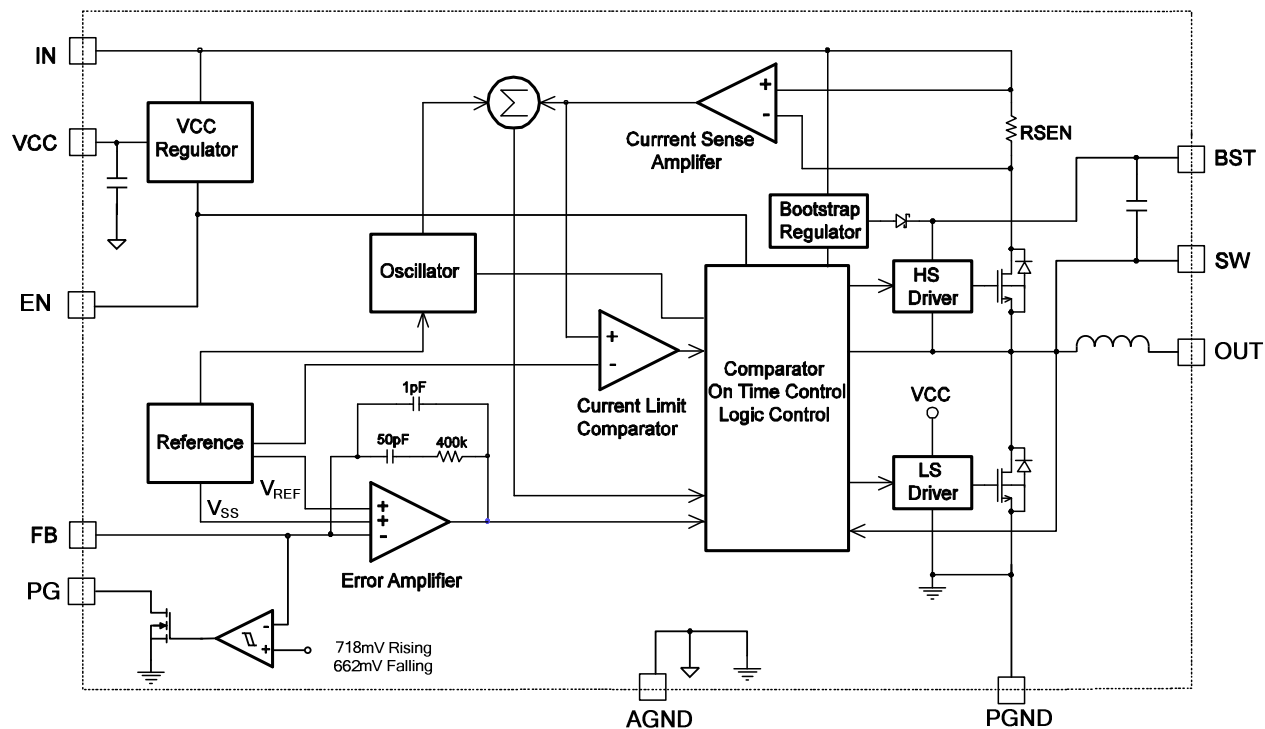 IN
VCC
Regulator
VCC
EN
Σ
+
-
Currrent Sense
Amplifer
RSEN
BST
Bootstrap
Regulator
Oscillator
HS
Driver
SW
+
-
Current Limit
Comparator
Comparator
On Time Control
Logic Control
OUT
VCC
1pF
50pF
400k
Reference
VREF
VSS
LS
Driver
FB
+
+
-
Error Amplifier
PG
-
+
718mV Rising
662mV Falling
AGND
PGND